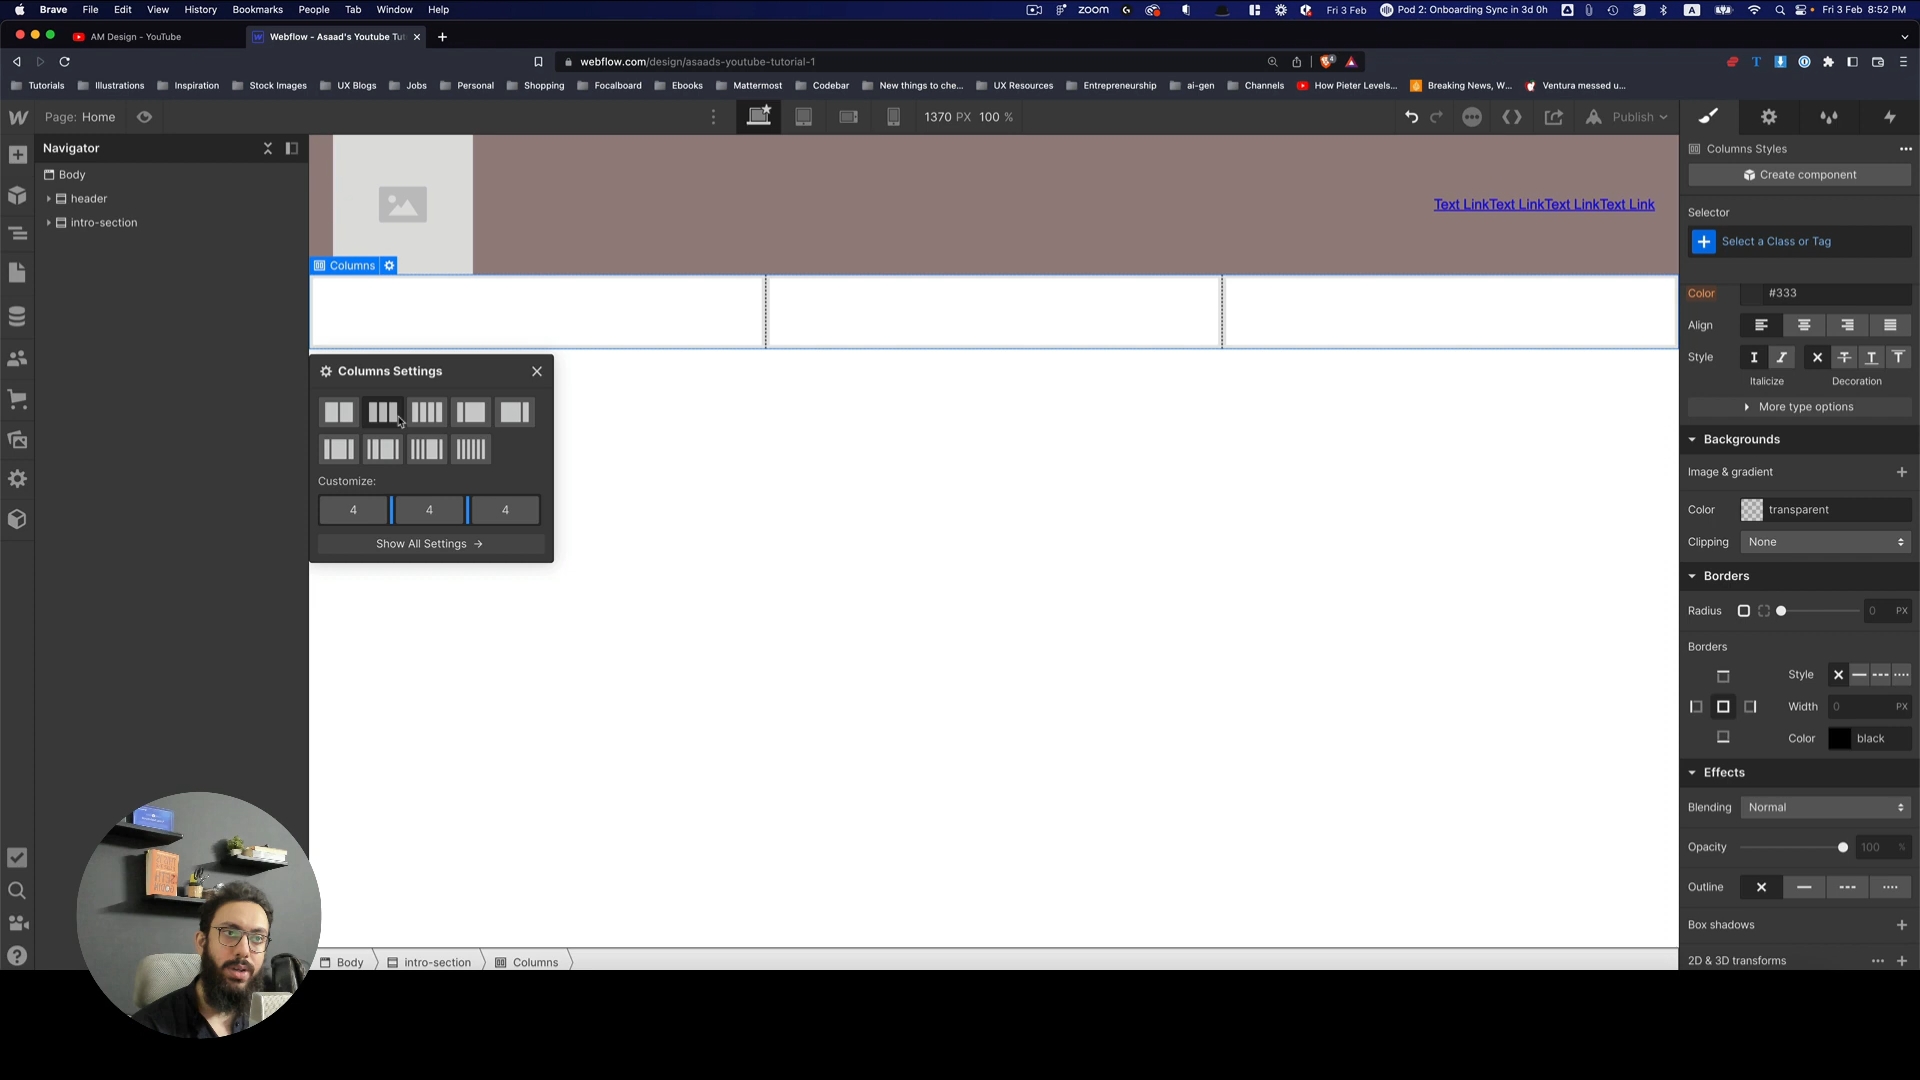 Brave File Edit View History Bookmarks People Tab Window Help
zoom Fri 3 Feb Pod 2: Onboarding Sync in 3d 0h A Fri 3 Feb 8:52 PM
AM Design - YouTube
Webflow - Asaad's Youtube Tut
webflow.com/design/asaads-youtube-tutorial-1
Tutorials Illustrations Inspiration Stock Images UX Blogs Jobs Personal Shopping Focalboard Ebooks Mattermost Codebar New things to che... UX Resources Entrepreneurship ai-gen Channels How Pieter Levels... Breaking News, W... Ventura messed u...
Page: Home
1370 PX 100 %
Publish
Navigator
Body
header
intro-section
Text LinkText LinkText LinkText Link
Columns
Columns Settings
Customize:
4 4 4
Show All Settings
Body intro-section Columns
Columns Styles
Create component
Selector
Select a Class or Tag
Color #333
Align
Style
Italicize Decoration
More type options
Backgrounds
Image & gradient
Color transparent
Clipping None
Borders
Radius 0 PX
Borders
Style
Width 0 PX
Color black
Effects
Blending Normal
Opacity 100 %
Outline
Box shadows
2D & 3D transforms